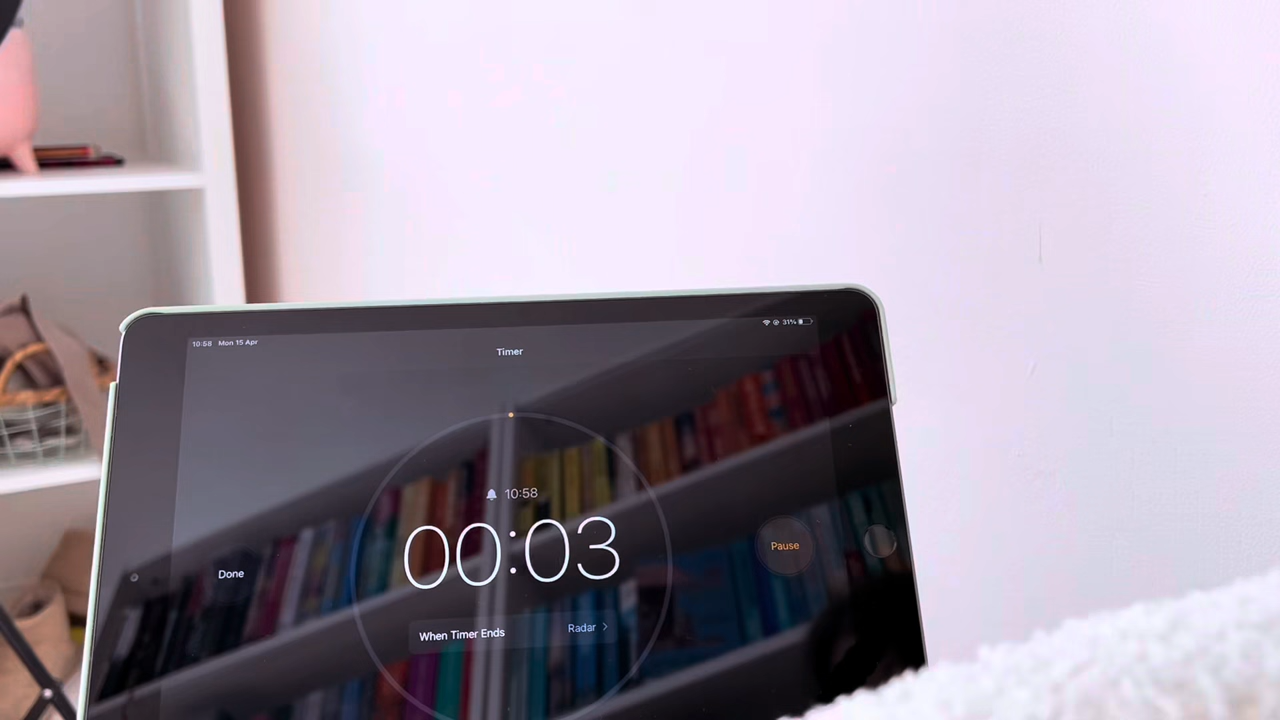 10:58 Mon 15 Apr
31%
Timer
10:58
00:03
Done
Pause
When Timer Ends
Radar